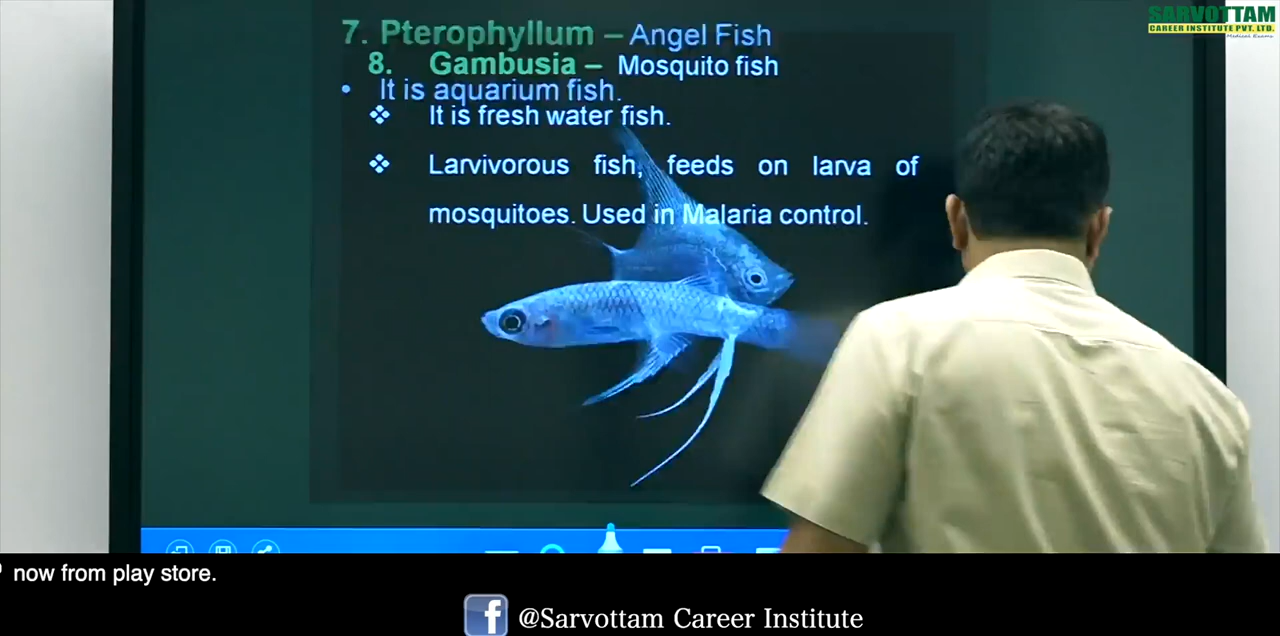 SARVOTTAM
CAREER INSTITUTE PVT. LTD.
Medical Exams
7. Pterophyllum – Angel Fish
8. Gambusia – Mosquito fish
• It is aquarium fish.
❖ It is fresh water fish.
❖ Larvivorous fish, feeds on larva of
mosquitoes. Used in Malaria control.
now from play store.
f @Sarvottam Career Institute